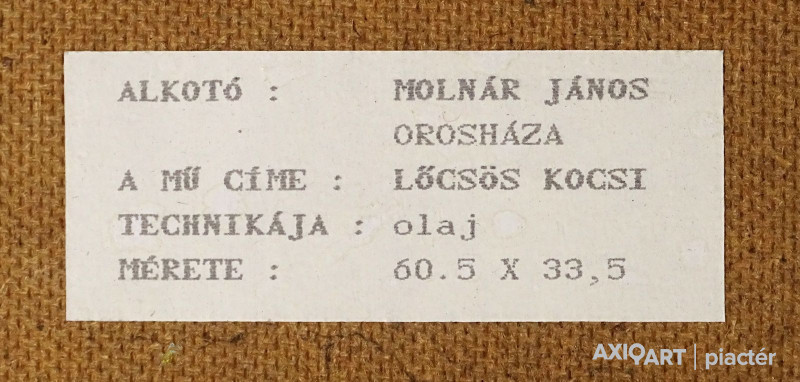 ALKOTÓ : MOLNÁR JÁNOS
OROSHÁZA
A MŰ CÍME : LŐCSÖS KOCSI
TECHNIKÁJA : olaj
MÉRETE : 60.5 X 33,5
AXIOART | piactér